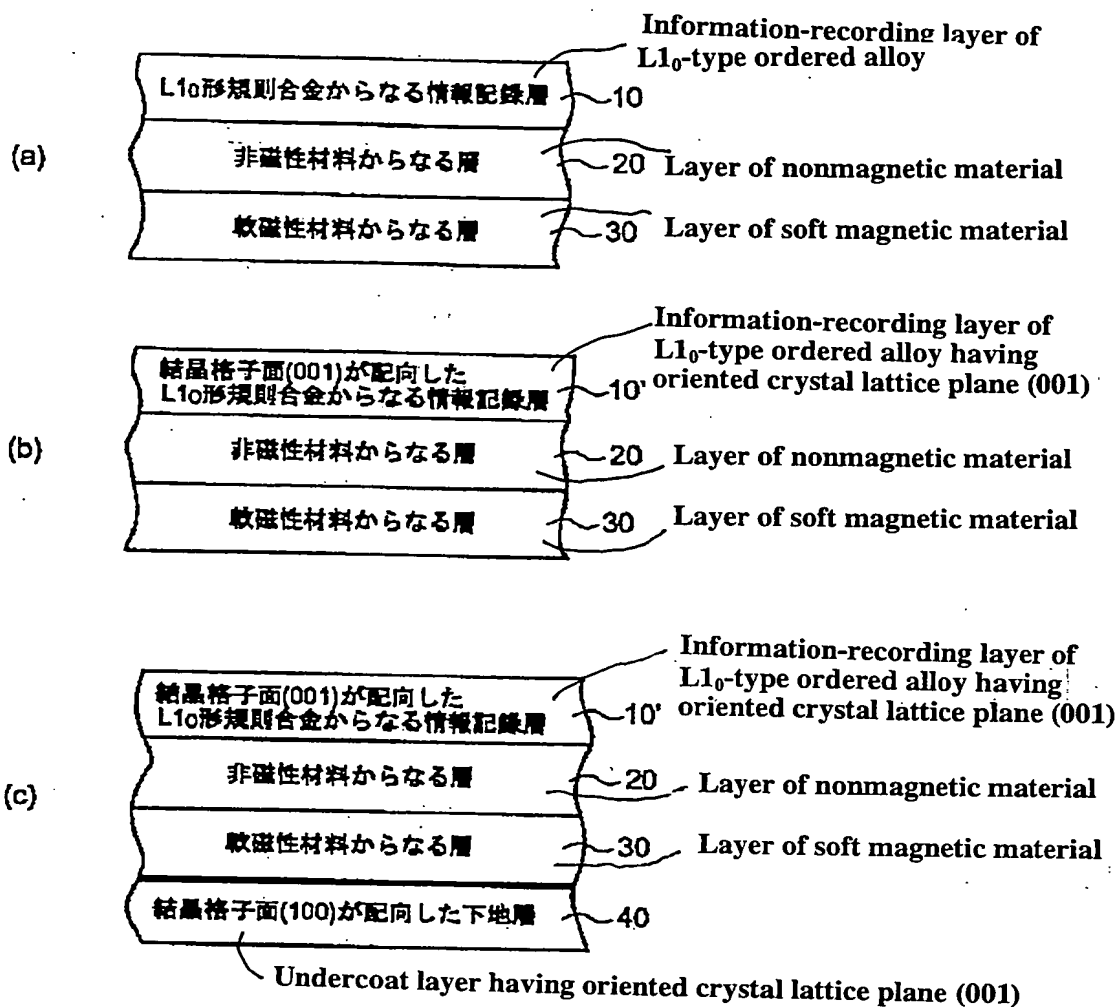 Information-recording layer of
L1₀-type ordered alloy
(a)
L1₀形規則合金からなる情報記録層
10
非磁性材料からなる層
20
Layer of nonmagnetic material
軟磁性材料からなる層
30
Layer of soft magnetic material
(b)
Information-recording layer of
L1₀-type ordered alloy having
oriented crystal lattice plane (001)
結晶格子面(001)が配向した
L1₀形規則合金からなる情報記録層
10'
非磁性材料からなる層
20
Layer of nonmagnetic material
軟磁性材料からなる層
30
Layer of soft magnetic material
(c)
Information-recording layer of
L1₀-type ordered alloy having
oriented crystal lattice plane (001)
結晶格子面(001)が配向した
L1₀形規則合金からなる情報記録層
10'
非磁性材料からなる層
20
Layer of nonmagnetic material
軟磁性材料からなる層
30
Layer of soft magnetic material
結晶格子面(100)が配向した下地層
40
Undercoat layer having oriented crystal lattice plane (001)